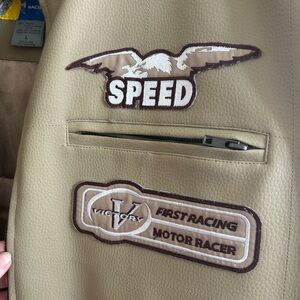 SPEED
V
VICTORY
FIRST RACING
MOTOR RACER